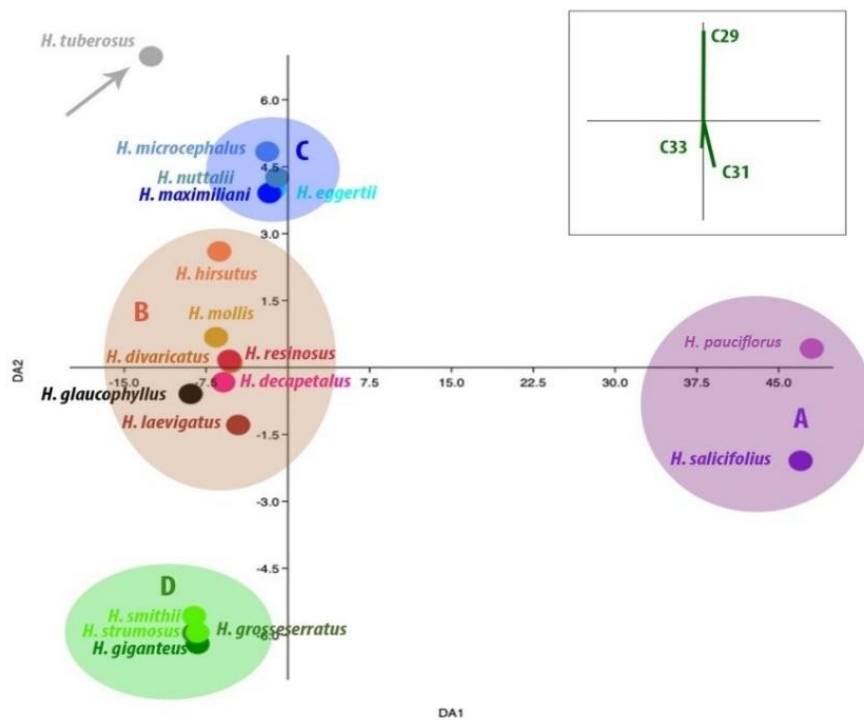 H. tuberosus
C29
C33
C31
6.0
H. microcephalus C
4.5
H. nuttalii
H. maximiliani H. eggertii
3.0
H. hirsutus
1.5
B H. mollis
H. divaricatus H. resinosus
H. pauciflorus
DA2
-15.0 -7.5 7.5 15.0 22.5 30.0 37.5 45.0
H. decapetalus
H. glaucophyllus
H. laevigatus
-1.5
A
H. salicifolius
-3.0
-4.5
D
H. smithii
H. strumosus H. grosseserratus
-6.0
H. giganteus
DA1